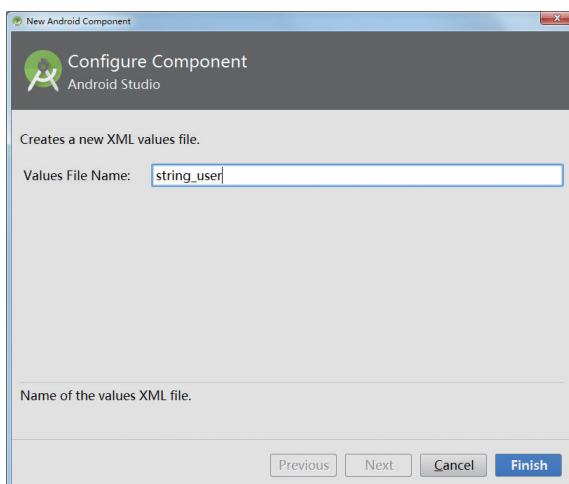 New Android Component
Configure Component
Android Studio
Creates a new XML values file.
Values File Name: string_user
Name of the values XML file.
Previous Next Cancel Finish